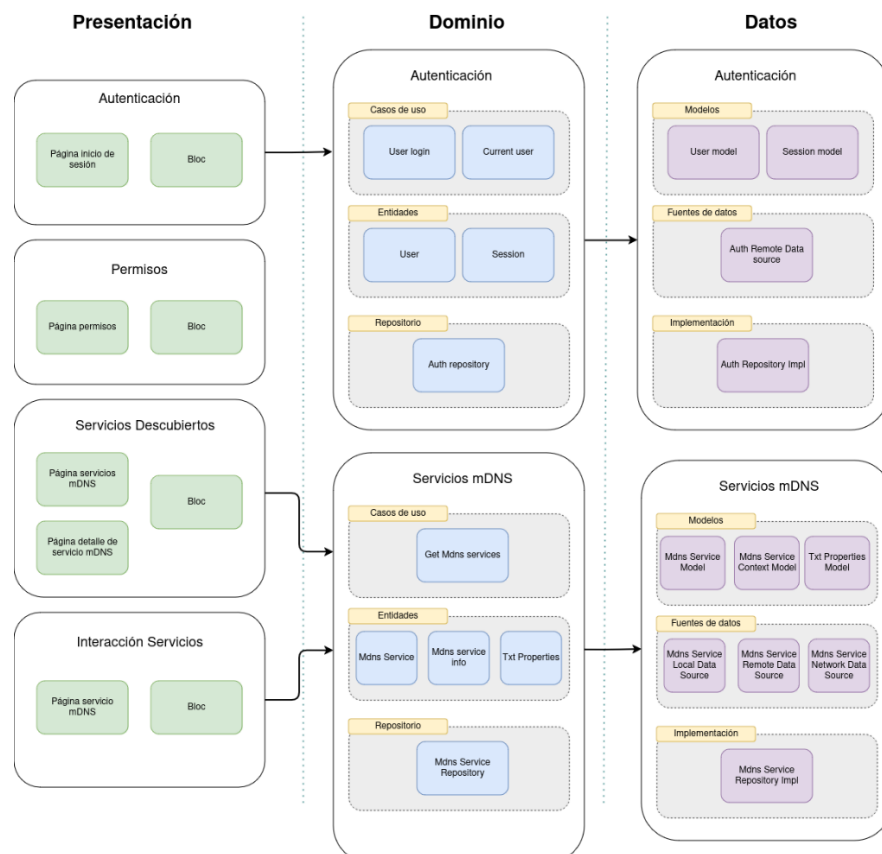 Presentación
Dominio
Datos
Autenticación
Página inicio de
sesión
Bloc
Permisos
Página permisos
Bloc
Servicios Descubiertos
Página servicios
mDNS
Bloc
Página detalle de
servicio mDNS
Interacción Servicios
Página servicio
mDNS
Bloc
Autenticación
Casos de uso
User login
Current user
Entidades
User
Session
Repositorio
Auth repository
Servicios mDNS
Casos de uso
Get Mdns services
Entidades
Mdns Service
Mdns service
info
Txt Properties
Repositorio
Mdns Service
Repository
Autenticación
Modelos
User model
Session model
Fuentes de datos
Auth Remote Data
source
Implementación
Auth Repository Impl
Servicios mDNS
Modelos
Mdns Service
Model
Mdns Service
Context Model
Txt Properties
Model
Fuentes de datos
Mdns Service
Local Data
Source
Mdns Service
Remote Data
Source
Mdns Service
Network Data
Source
Implementación
Mdns Service
Repository Impl